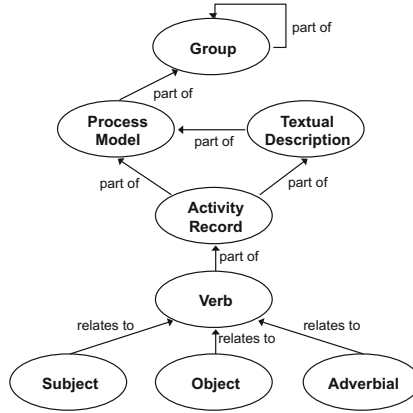 part of
Group
part of
Process
Model
part of
Textual
Description
part of
part of
Activity
Record
part of
Verb
relates to
relates to
relates to
Subject
Object
Adverbial